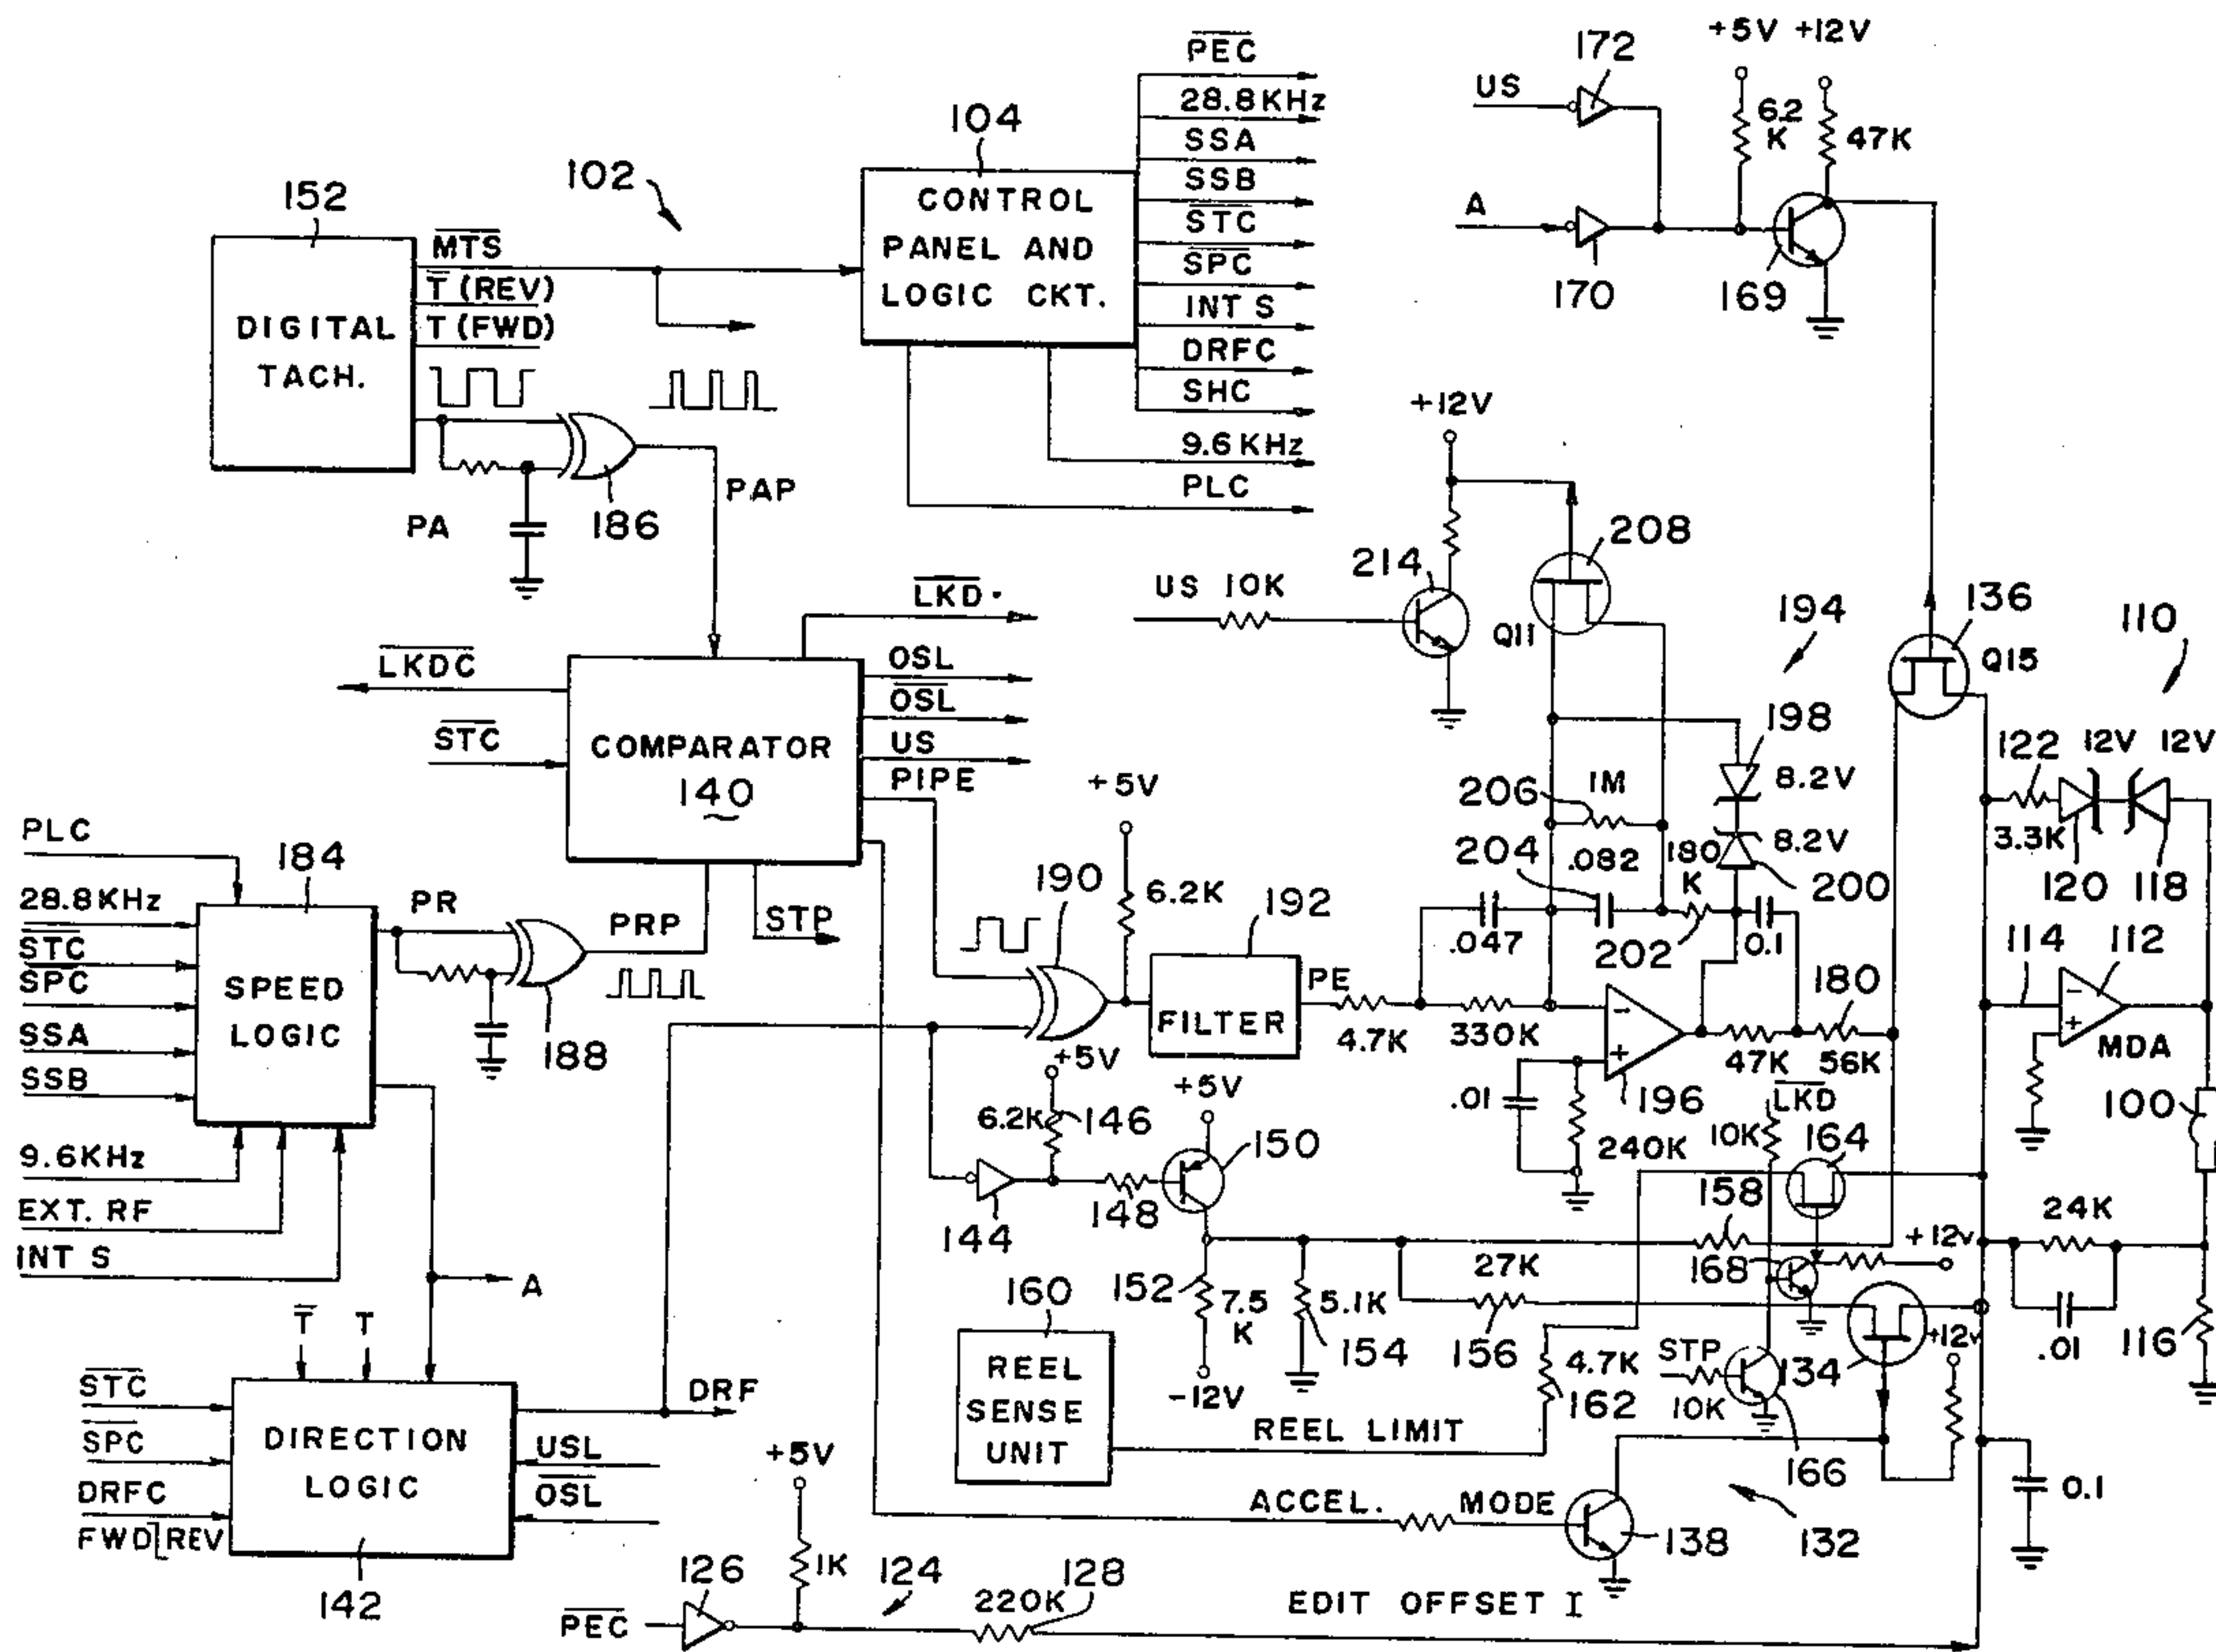 +5V +12V
PEC
172
US
28.8KHz
6.2
K
47K
104
SSA
102
SSB
152
CONTROL
PANEL AND
LOGIC CKT.
STC
A
MTS
SPC
T (REV)
170
169
INT S
T (FWD)
DIGITAL
TACH.
DRFC
SHC
+12V
9.6KHz
PAP
PLC
PA
186
208
214
LKD
US 10K
136
194
110
Q11
Q15
LKDC
OSL
OSL
COMPARATOR
140
198
STC
US
122
12V
12V
PIPE
+5V
1M
8.2V
206
3.3K
PLC
184
204
.082
180
K
8.2V
120
118
28.8KHz
PR
190
6.2K
192
200
STC
PRP
STP
.047
202
0.1
114
112
SPC
SPEED
LOGIC
PE
180
FILTER
MDA
SSA
188
4.7K
330K
+5V
47K
56K
SSB
+5V
.01
196
LKD
100
6.2K
146
150
240K
10K
164
9.6KHz
158
24K
EXT. RF
144
148
+12V
INT S
A
27K
168
152
7.5
K
5.1K
T
T
160
156
+12V
.01
116
154
4.7K
STP
134
STC
DRF
REEL
SENSE
UNIT
-12V
162
10K
SPC
DIRECTION
LOGIC
USL
REEL LIMIT
166
+5V
DRFC
OSL
ACCEL.
MODE
0.1
FWD REV
138
132
1K
126
124
128
142
220K
EDIT OFFSET I
PEC